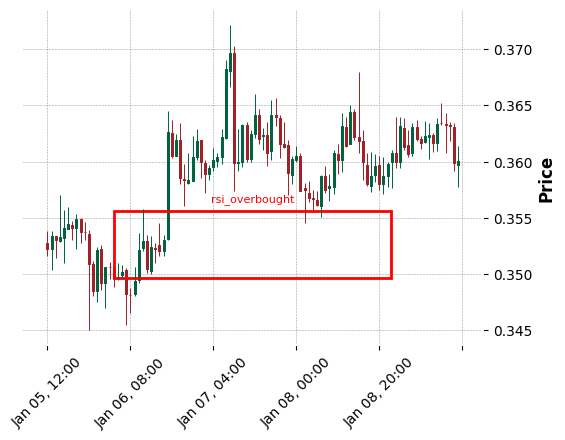 0.370
0.365
0.360
rsi_overbought
0.355
0.350
0.345
Price
Jan 05, 12:00
Jan 06, 08:00
Jan 07, 04:00
Jan 08, 00:00
Jan 08, 20:00